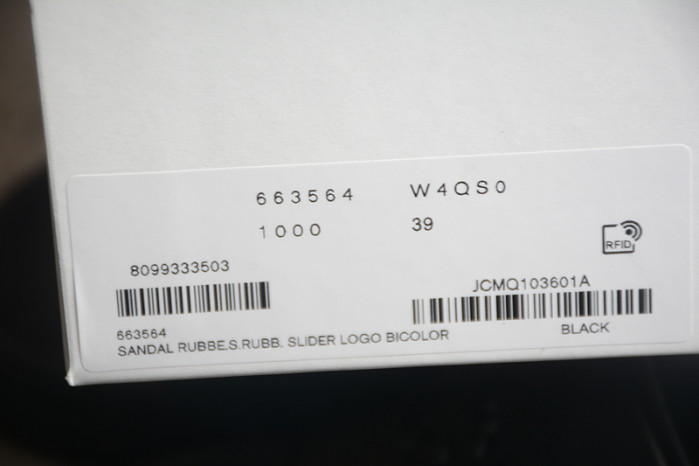 663564 W4QS0
1000 39
RFID
8099333503
JCMQ103601A
663564
SANDAL RUBBE.S.RUBB. SLIDER LOGO BICOLOR BLACK